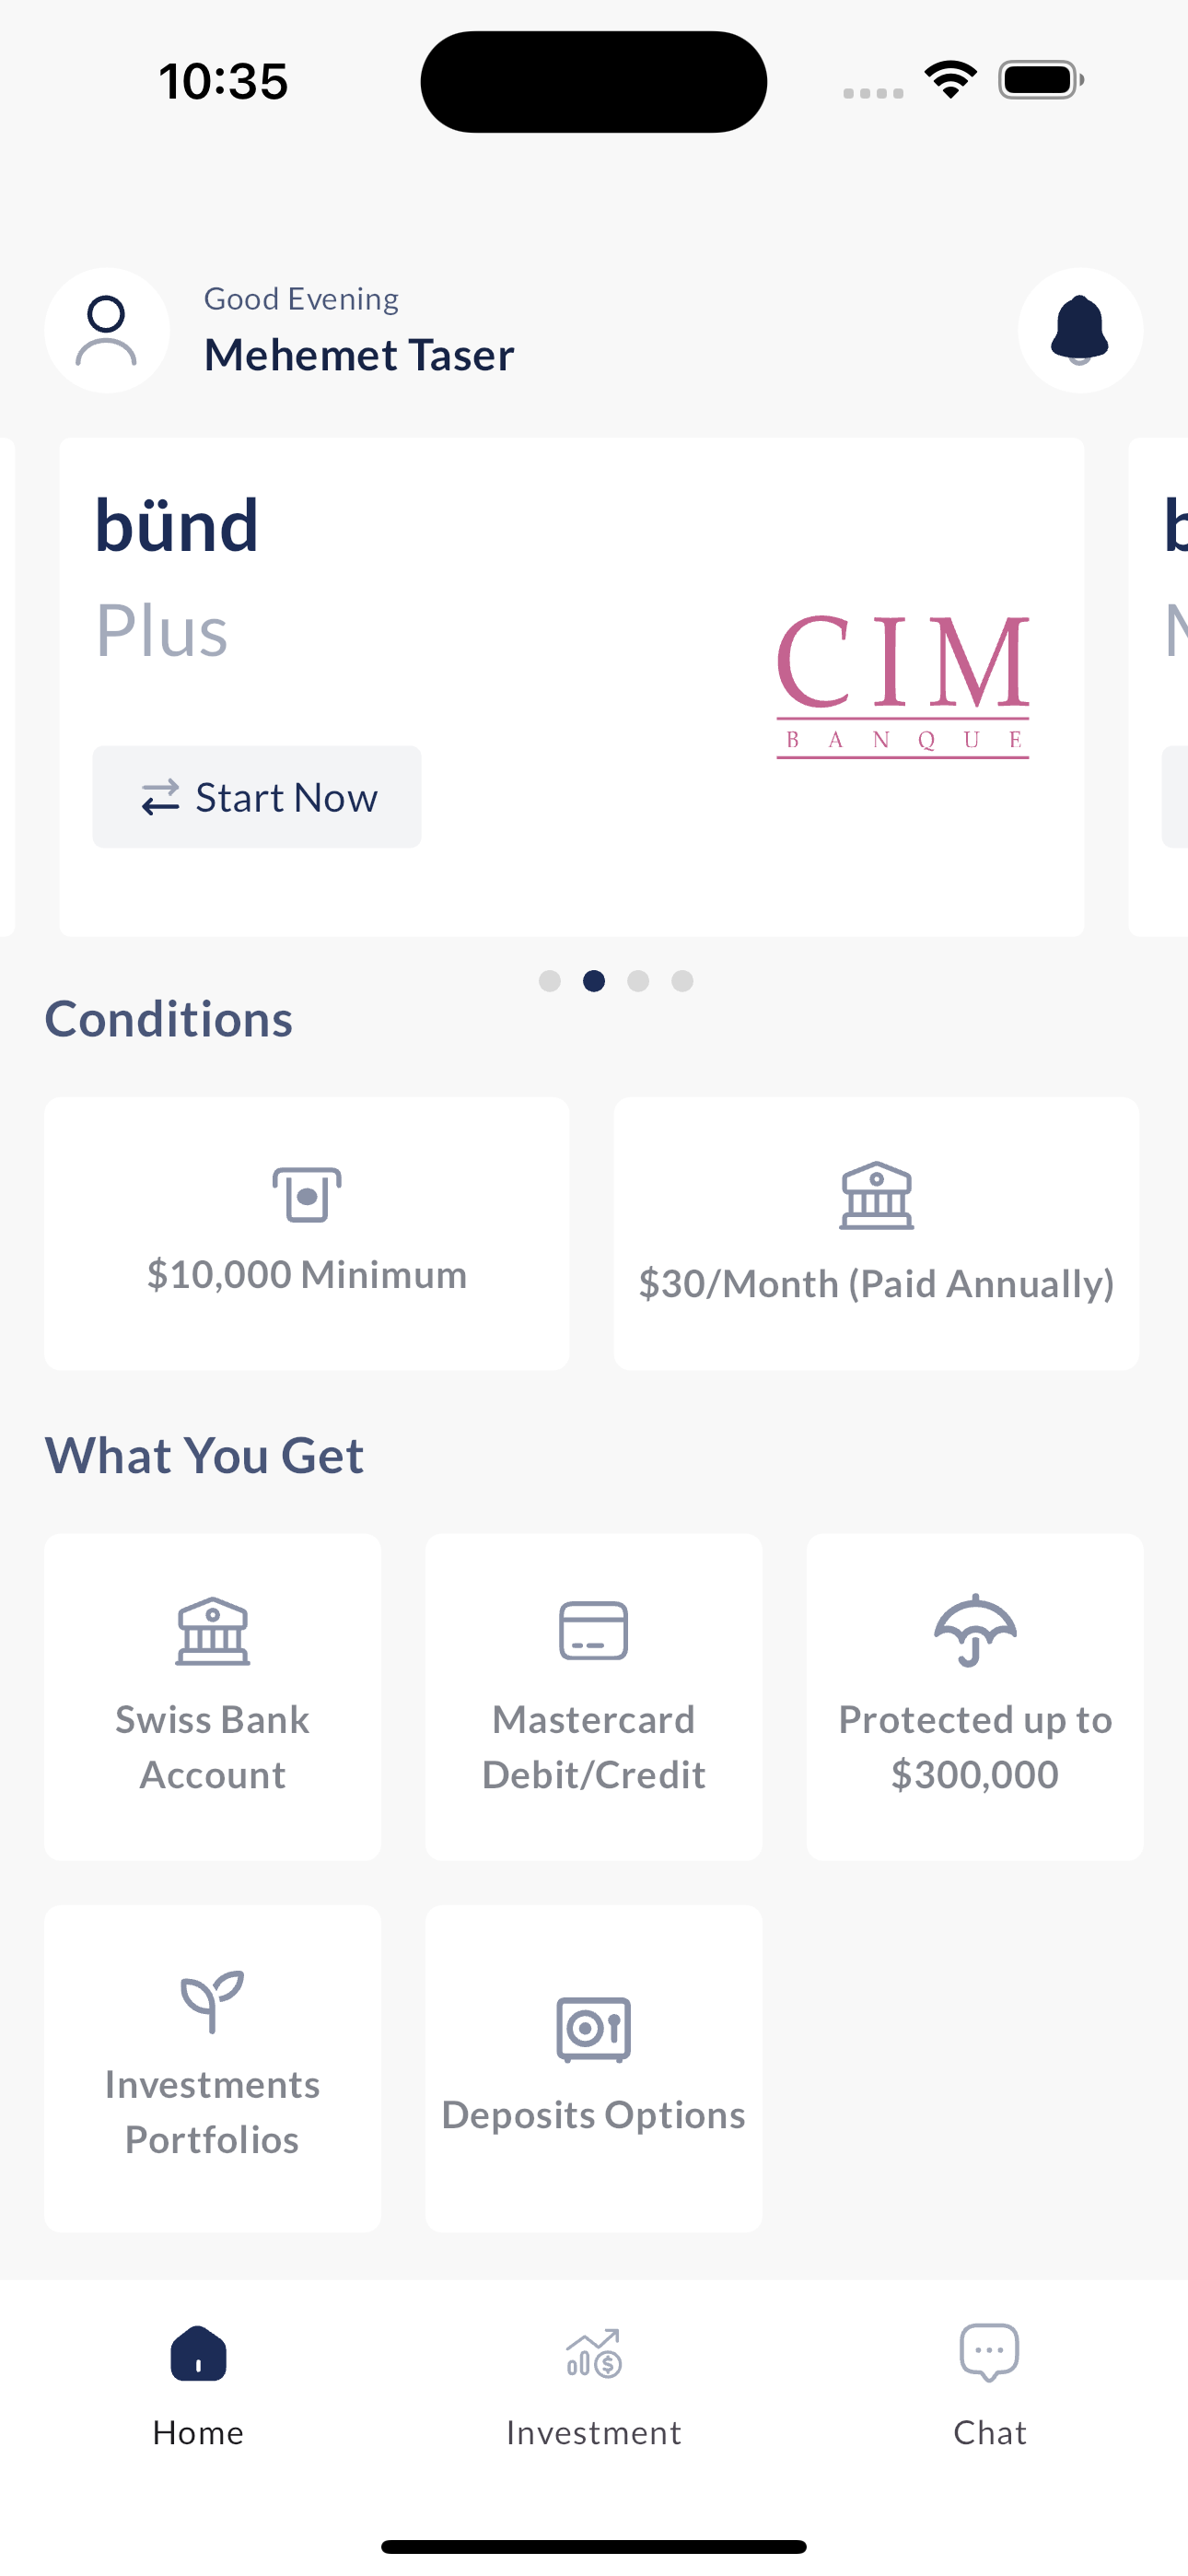 10:35
Good Evening
Mehemet Taser
bünd
Plus
CIM
BANQUE
Start Now
Conditions
$10,000 Minimum
$30/Month (Paid Annually)
What You Get
Swiss Bank
Account
Mastercard
Debit/Credit
Protected up to
$300,000
Investments
Portfolios
Deposits Options
Home
Investment
Chat